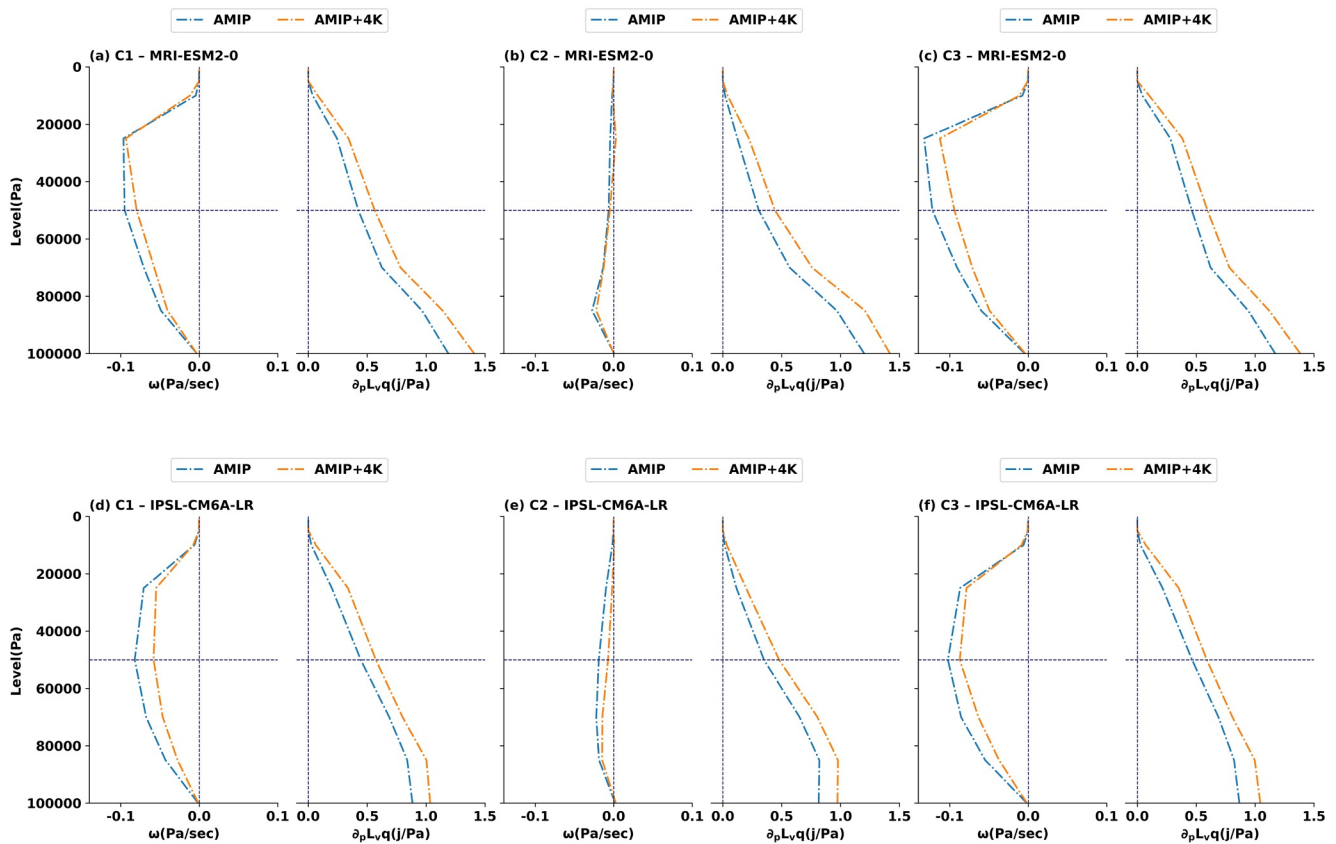 AMIP AMIP+4K AMIP AMIP+4K AMIP AMIP+4K
(a) C1 – MRI-ESM2-0 (b) C2 – MRI-ESM2-0 (c) C3 – MRI-ESM2-0
0
20000
40000
60000
80000
100000
Level(Pa)
-0.1 0.0 0.1 0.0 0.5 1.0 1.5 -0.1 0.0 0.1 0.0 0.5 1.0 1.5 -0.1 0.0 0.1 0.0 0.5 1.0 1.5
ω(Pa/sec) ∂ₚLᵥq(j/Pa) ω(Pa/sec) ∂ₚLᵥq(j/Pa) ω(Pa/sec) ∂ₚLᵥq(j/Pa)
AMIP AMIP+4K AMIP AMIP+4K AMIP AMIP+4K
(d) C1 – IPSL-CM6A-LR (e) C2 – IPSL-CM6A-LR (f) C3 – IPSL-CM6A-LR
0
20000
40000
60000
80000
100000
Level(Pa)
-0.1 0.0 0.1 0.0 0.5 1.0 1.5 -0.1 0.0 0.1 0.0 0.5 1.0 1.5 -0.1 0.0 0.1 0.0 0.5 1.0 1.5
ω(Pa/sec) ∂ₚLᵥq(j/Pa) ω(Pa/sec) ∂ₚLᵥq(j/Pa) ω(Pa/sec) ∂ₚLᵥq(j/Pa)